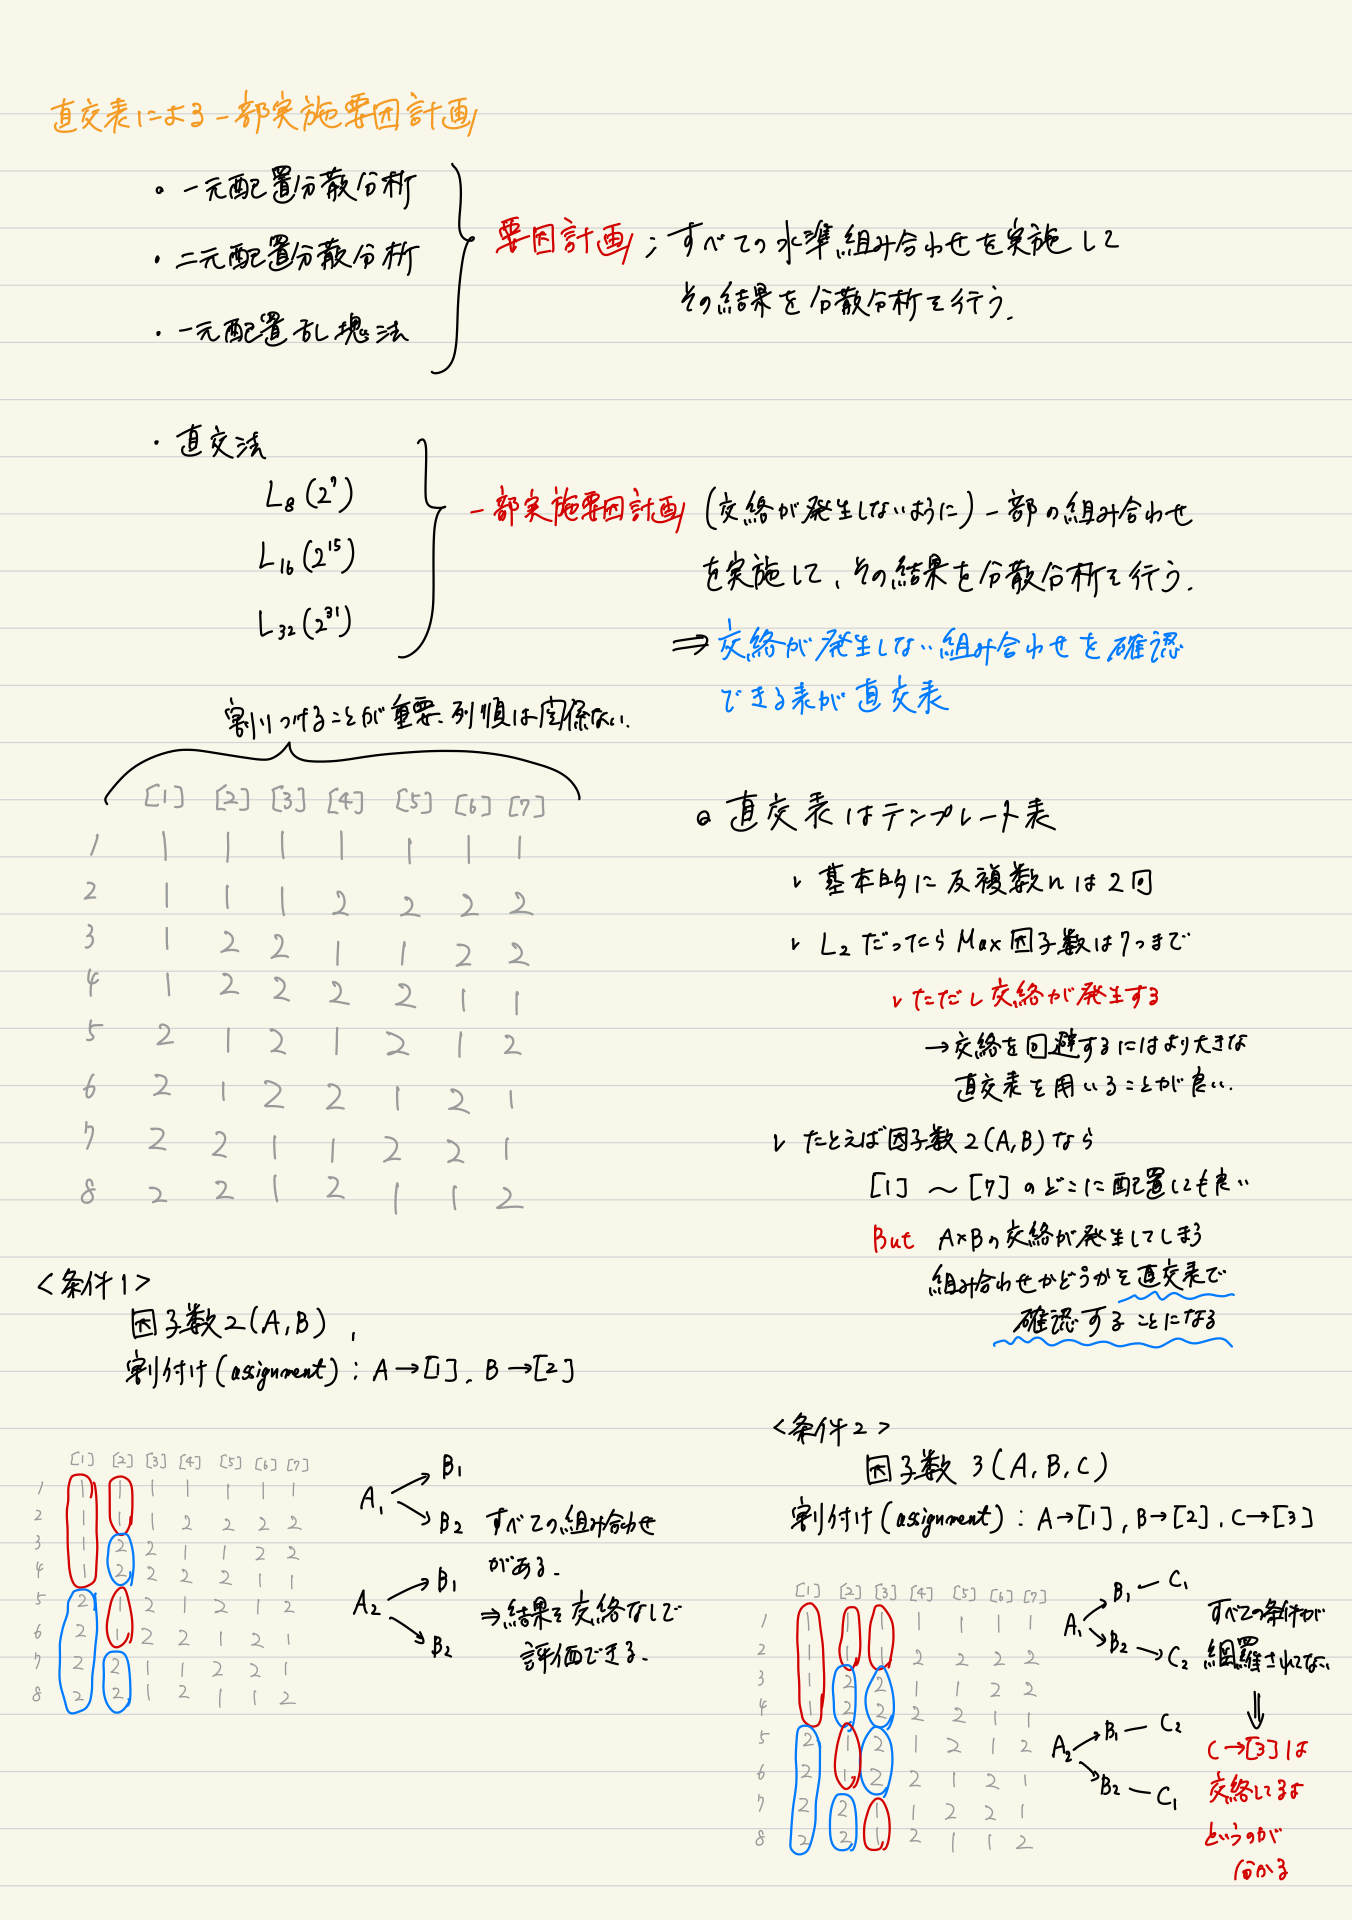 直交表による一部実施要因計画
。一元配置分散分析
・二元配置分散分析
・一元配置乱塊法
要因計画；すべての水準組み合わせを実施して
その結果を分散分析で行う.
・直交法
L8(2^7)
L16(2^15)
L32(2^31)
一部実施要因計画 (交絡が発生しないように)一部の組み合わせ
を実施して、その結果を分散分析で行う.
⇒ 交絡が発生しない組み合わせを確認
できる表が直交表
割りつけることが重要、列順は関係ない.
[1] [2] [3] [4] [5] [6] [7]
1 1 1 1 1 1 1 1
2 1 1 1 2 2 2 2
3 1 2 2 1 1 2 2
4 1 2 2 2 2 1 1
5 2 1 2 1 2 1 2
6 2 1 2 2 1 2 1
7 2 2 1 1 2 2 1
8 2 2 1 2 1 1 2
直交表はテンプレート表
基本的に反複数nは2回
L2だったらMax因子数は7つまで
ただし交絡が発生する
→交絡を回避するにはより大きな
直交表を用いることが良い.
たとえば因子数2(A,B)なら
[1] 〜 [7]のどこに配置しても良い
But A×Bの交絡が発生してしまう
組み合わせかどうかを直交表で
確認することになる
<条件1>
因子数2(A,B),
割付け(assignment): A→[1], B→[2]
[1] [2] [3] [4] [5] [6] [7]
1 1 1 1 1 1 1 1
2 1 1 1 2 2 2 2
3 1 2 2 1 1 2 2
4 1 2 2 2 2 1 1
5 2 1 2 1 2 1 2
6 2 1 2 2 1 2 1
7 2 2 1 1 2 2 1
8 2 2 1 2 1 1 2
A1 B1
B2
A2 B1
B2
すべての組み合わせ
がある.
⇒結果を交絡なしで
評価できる.
<条件2>
因子数3(A,B,C)
割付け(assignment): A→[1], B→[2], C→[3]
[1] [2] [3] [4] [5] [6] [7]
1 1 1 1 1 1 1 1
2 1 1 1 2 2 2 2
3 1 2 2 1 1 2 2
4 1 2 2 2 2 1 1
5 2 1 2 1 2 1 2
6 2 1 2 2 1 2 1
7 2 2 1 1 2 2 1
8 2 2 1 2 1 1 2
A1 B1 C1
B2 C2
A2 B1 C2
B2 C1
すべての条件が
網羅されてない
⇓
C→[3]は
交絡してるよ
というのが
分かる